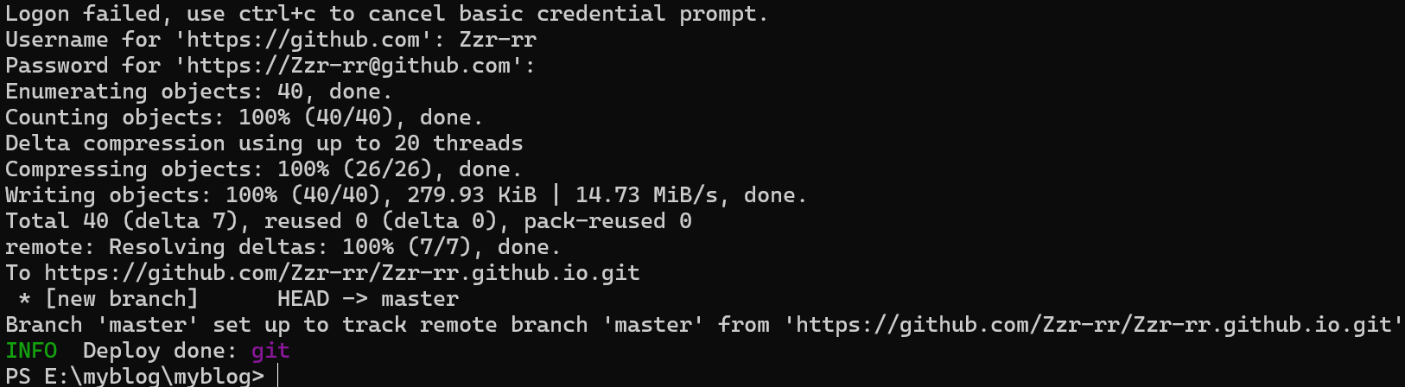 Logon failed, use ctrl+c to cancel basic credential prompt.
Username for 'https://github.com': Zzr-rr
Password for 'https://Zzr-rr@github.com':
Enumerating objects: 40, done.
Counting objects: 100% (40/40), done.
Delta compression using up to 20 threads
Compressing objects: 100% (26/26), done.
Writing objects: 100% (40/40), 279.93 KiB | 14.73 MiB/s, done.
Total 40 (delta 7), reused 0 (delta 0), pack-reused 0
remote: Resolving deltas: 100% (7/7), done.
To https://github.com/Zzr-rr/Zzr-rr.github.io.git
 * [new branch]      HEAD -> master
Branch 'master' set up to track remote branch 'master' from 'https://github.com/Zzr-rr/Zzr-rr.github.io.git'
INFO  Deploy done: git
PS E:\myblog\myblog>